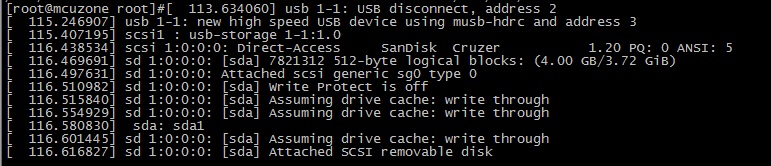 [root@mcuzone root]#[  113.634060] usb 1-1: USB disconnect, address 2
[  115.246907] usb 1-1: new high speed USB device using musb-hdrc and address 3
[  115.407195] scsi1 : usb-storage 1-1:1.0
[  116.438534] scsi 1:0:0:0: Direct-Access     SanDisk  Cruzer           1.20 PQ: 0 ANSI: 5
[  116.469691] sd 1:0:0:0: [sda] 7821312 512-byte logical blocks: (4.00 GB/3.72 GiB)
[  116.497631] sd 1:0:0:0: Attached scsi generic sg0 type 0
[  116.510982] sd 1:0:0:0: [sda] Write Protect is off
[  116.515840] sd 1:0:0:0: [sda] Assuming drive cache: write through
[  116.554929] sd 1:0:0:0: [sda] Assuming drive cache: write through
[  116.580830]  sda: sda1
[  116.601445] sd 1:0:0:0: [sda] Assuming drive cache: write through
[  116.616827] sd 1:0:0:0: [sda] Attached SCSI removable disk